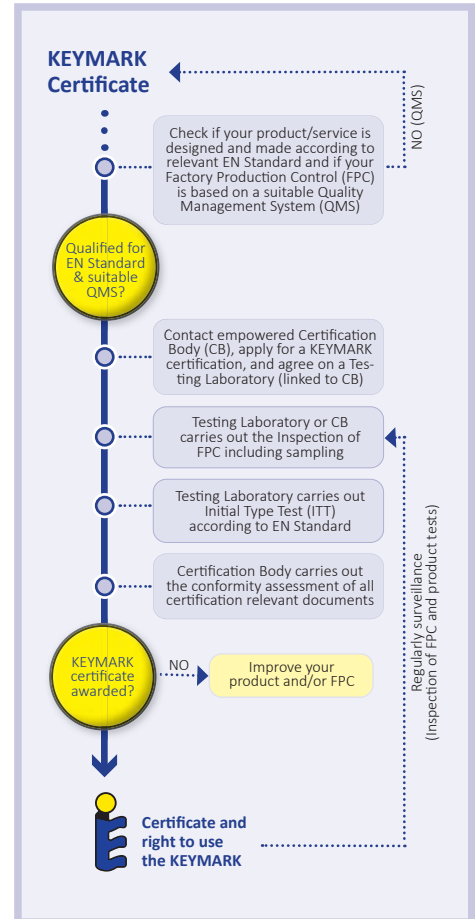 KEYMARK
Certificate
NO (QMS)
Check if your product/service is
designed and made according to
relevant EN Standard and if your
Factory Production Control (FPC)
is based on a suitable Quality
Management System (QMS)
Qualified for
EN Standard
& suitable
QMS?
Contact empowered Certification
Body (CB), apply for a KEYMARK
certification, and agree on a Tes-
ting Laboratory (linked to CB)
Testing Laboratory or CB
carries out the Inspection of
FPC including sampling
Testing Laboratory carries out
Initial Type Test (ITT)
according to EN Standard
Certification Body carries out
the conformity assessment of all
certification relevant documents
Regularly surveillance
(Inspection of FPC and product tests)
KEYMARK
certificate
awarded?
NO
Improve your
product and/or FPC
Certificate and
right to use
the KEYMARK